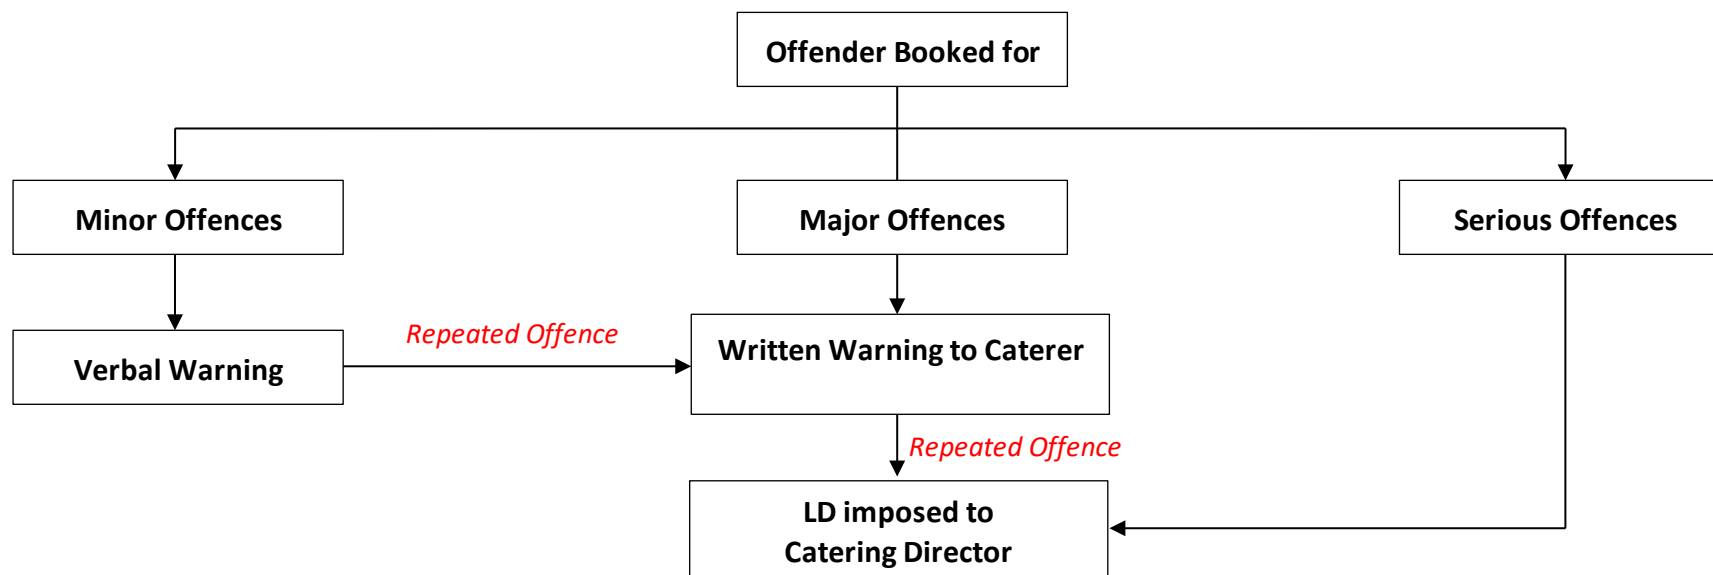 Offender Booked for
Minor Offences
Major Offences
Serious Offences
Repeated Offence
Verbal Warning
Written Warning to Caterer
Repeated Offence
LD imposed to
Catering Director